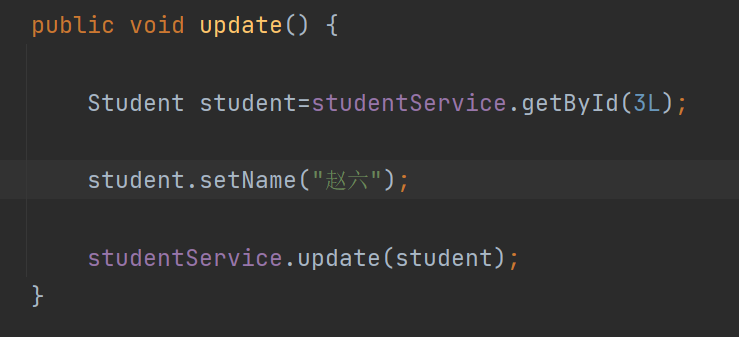 public void update() {
Student student=studentService.getById(3L);
student.setName("赵六");
studentService.update(student);
}